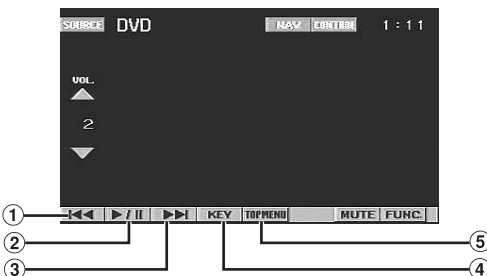 SOURCE DVD NAV. CONTROL 1:11
VOL.
2
KEY TOPMENU MUTE FUNC.
1
2
3
5
4